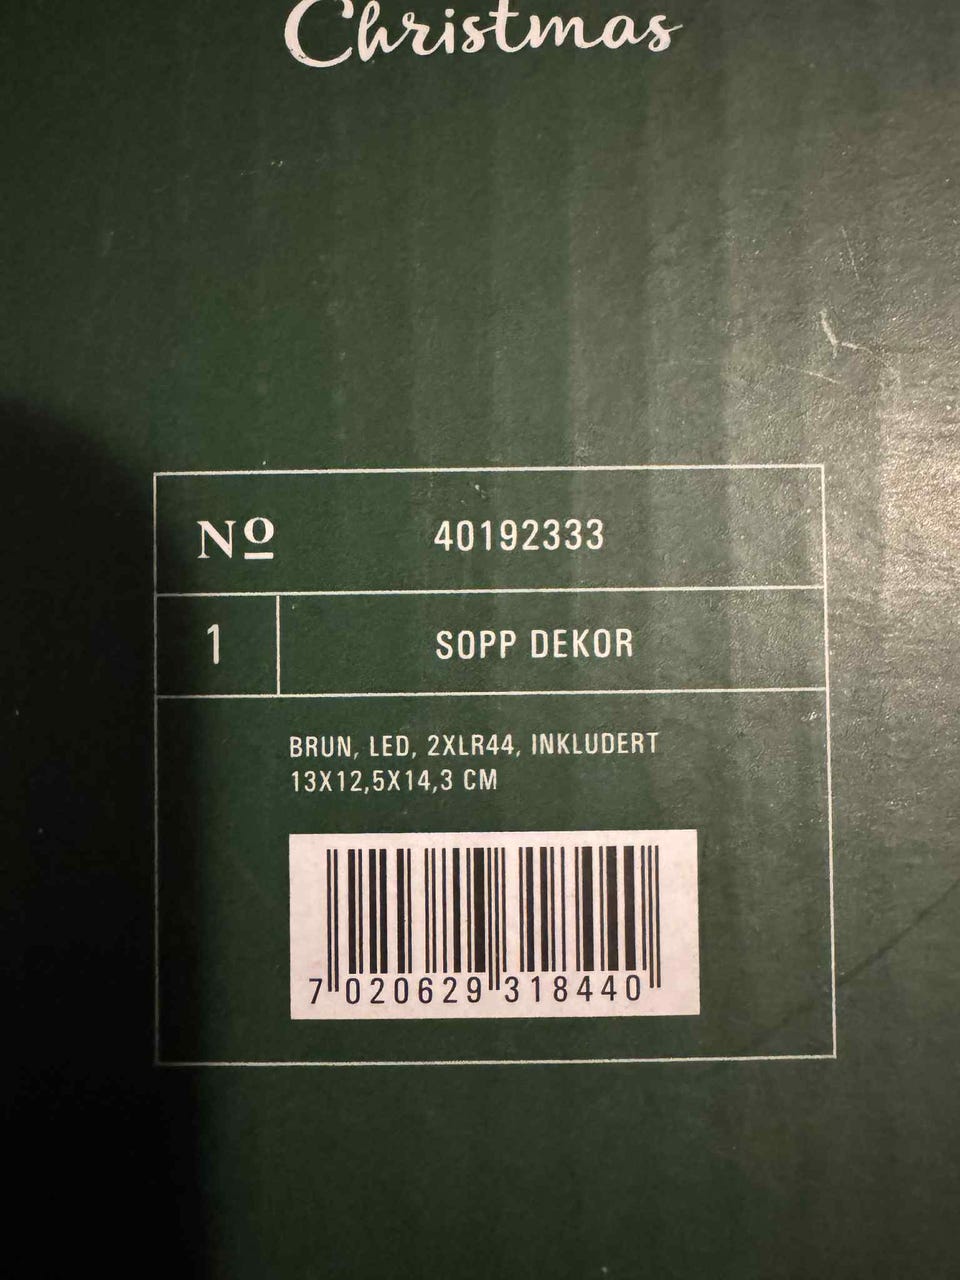 Christmas
Nº 40192333
1 SOPP DEKOR
BRUN, LED, 2XLR44, INKLUDERT
13X12,5X14,3 CM
7 020629 318440